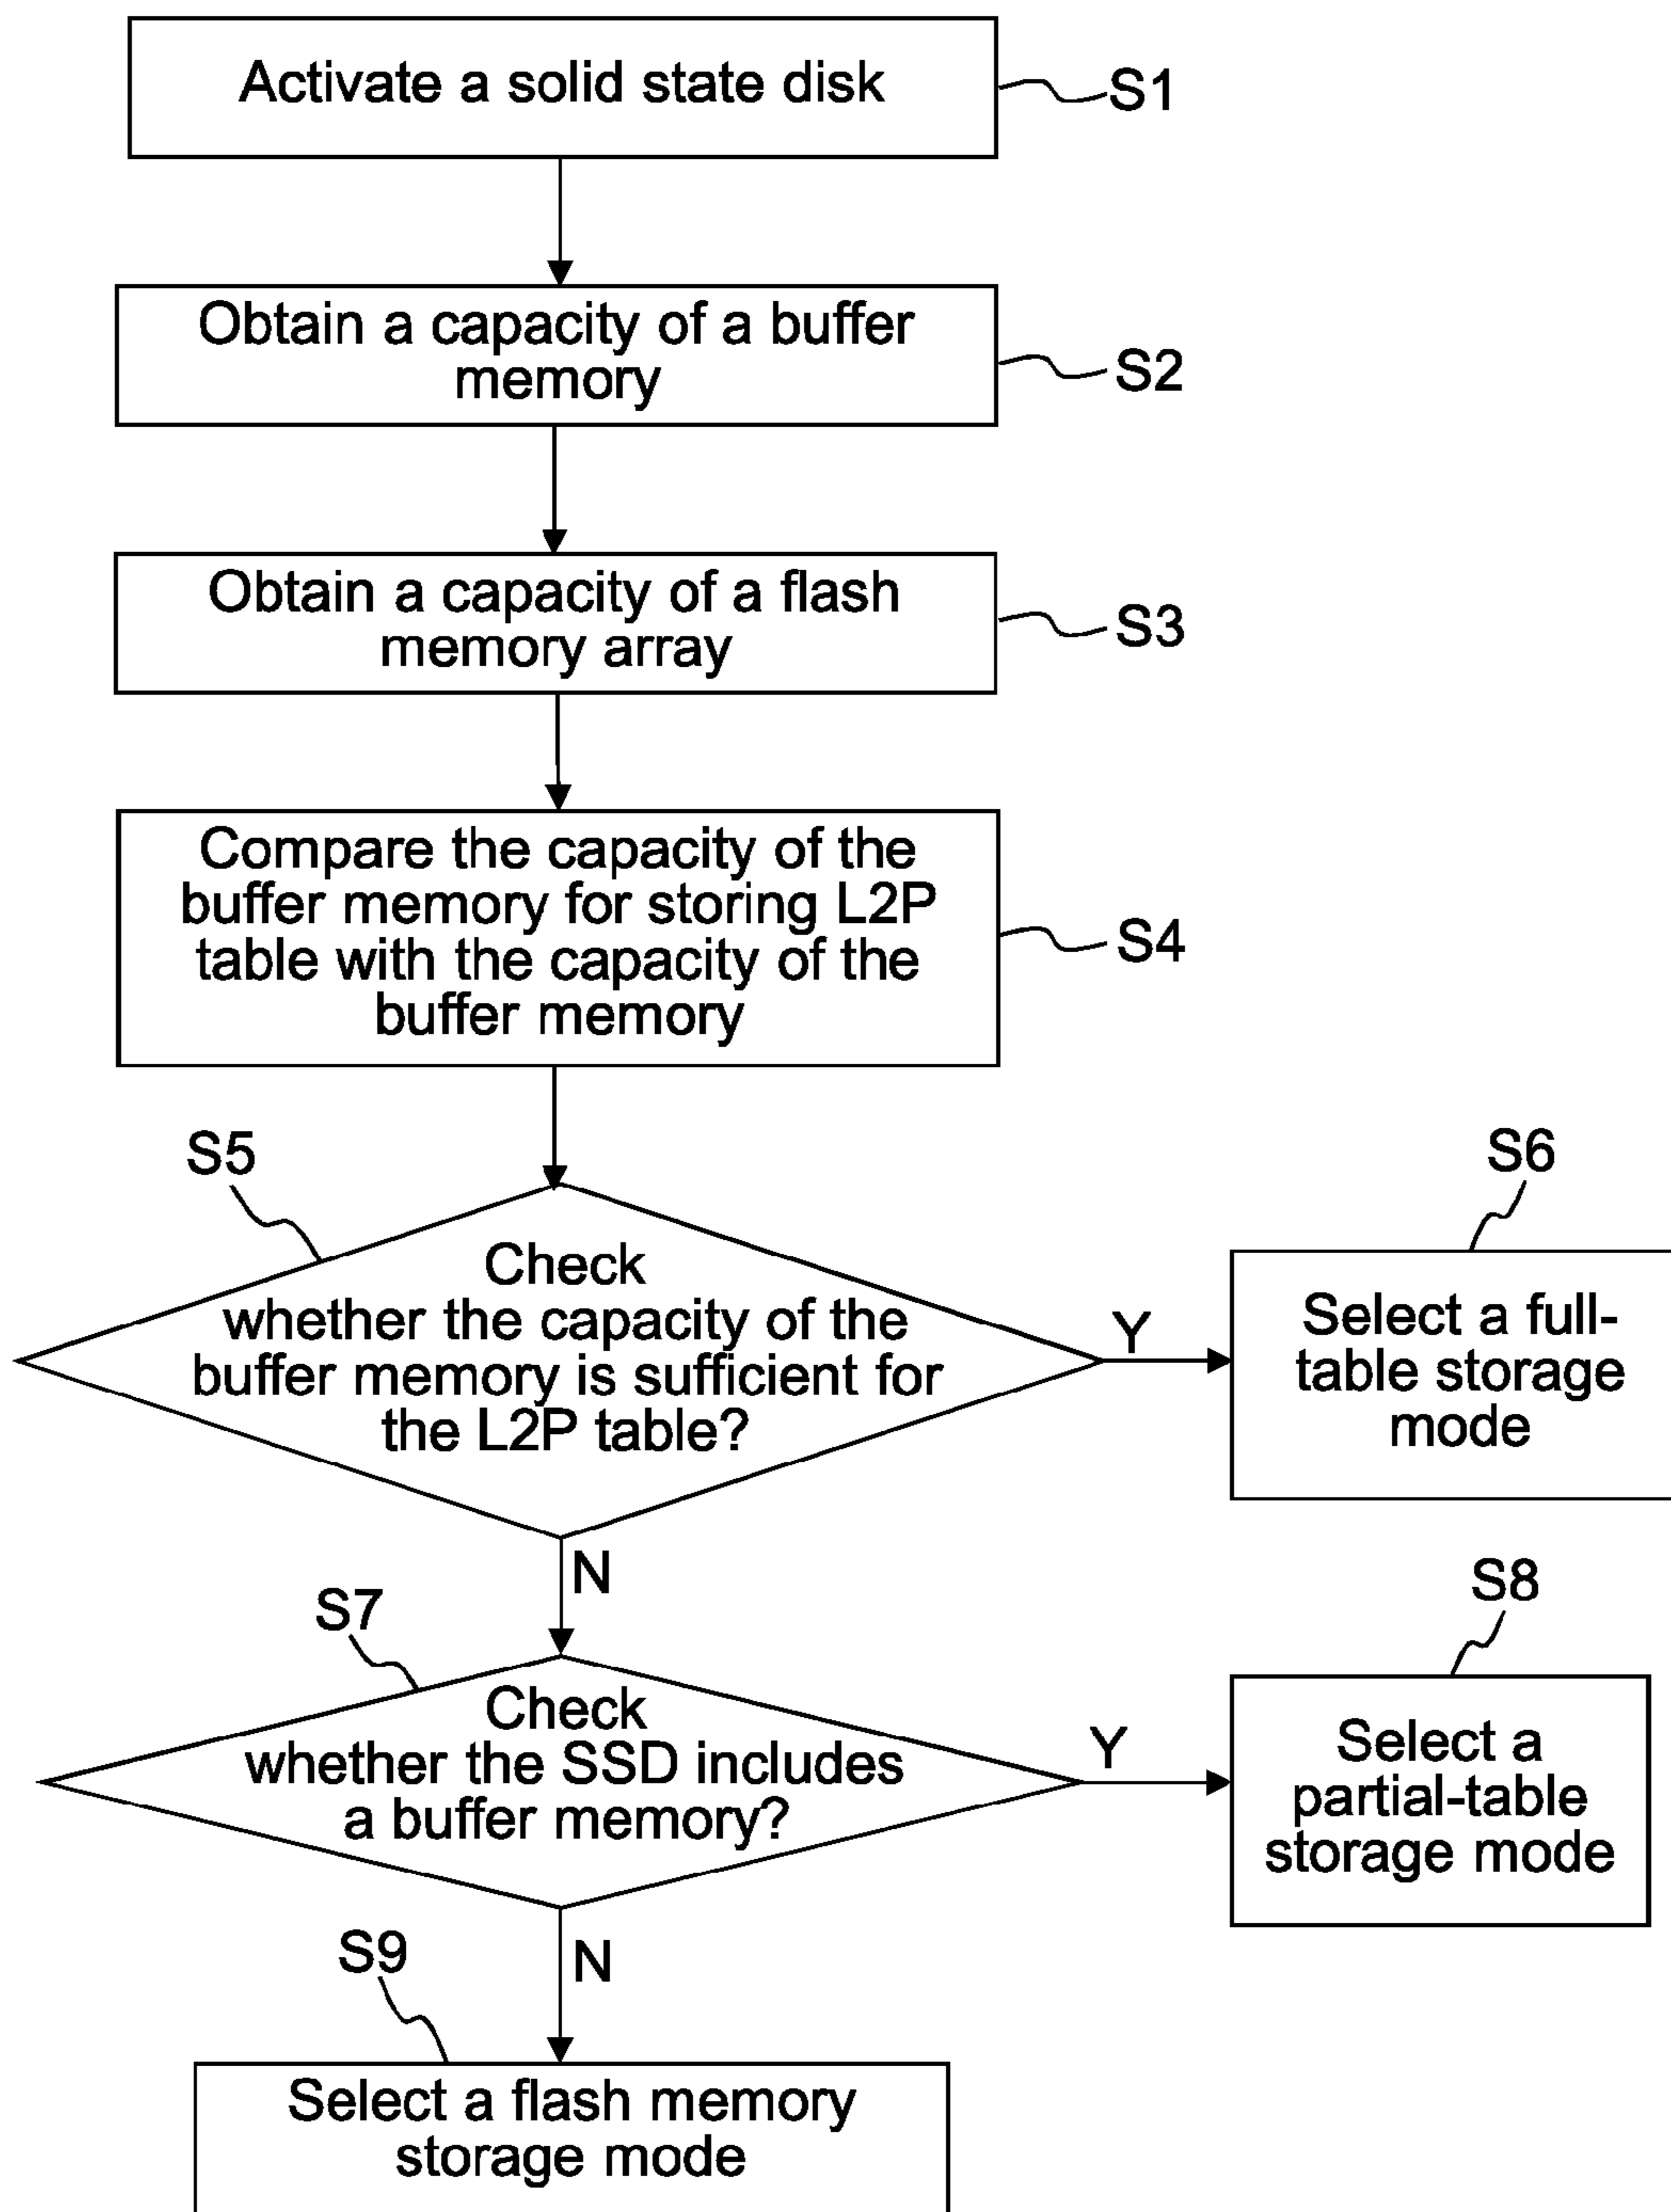 Activate a solid state disk
S1
Obtain a capacity of a buffer
memory
S2
Obtain a capacity of a flash
memory array
S3
Compare the capacity of the
buffer memory for storing L2P
table with the capacity of the
buffer memory
S4
S5
Check
whether the capacity of the
buffer memory is sufficient for
the L2P table?
Y
S6
Select a full-
table storage
mode
N
S7
Check
whether the SSD includes
a buffer memory?
Y
S8
Select a
partial-table
storage mode
N
S9
Select a flash memory
storage mode